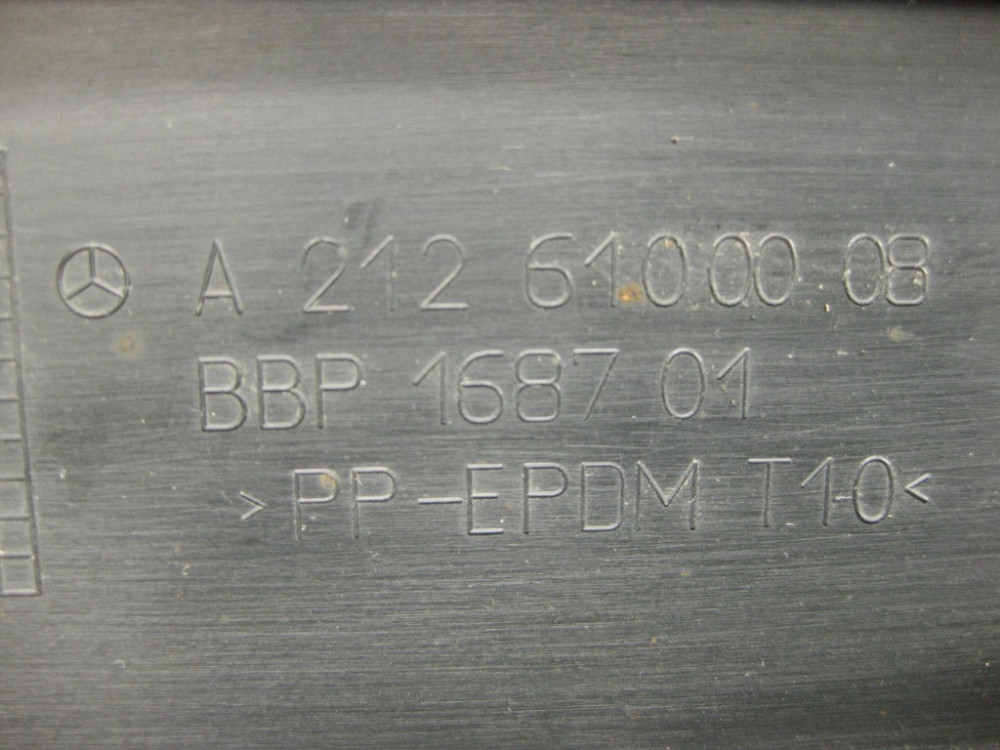 A 212 610 00 08
BBP 1687 01
>PP-EPDM T10<